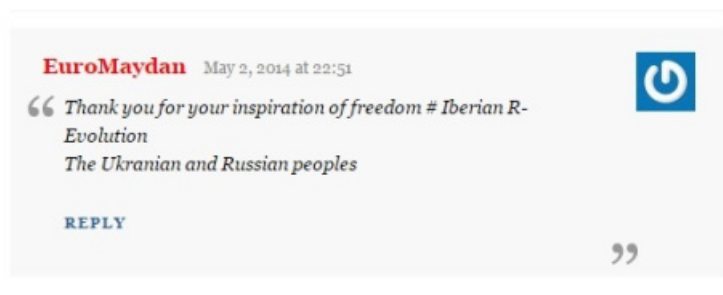 EuroMaydan May 2, 2014 at 22:51
“ Thank you for your inspiration of freedom # Iberian R-
Evolution
The Ukranian and Russian peoples
REPLY
”